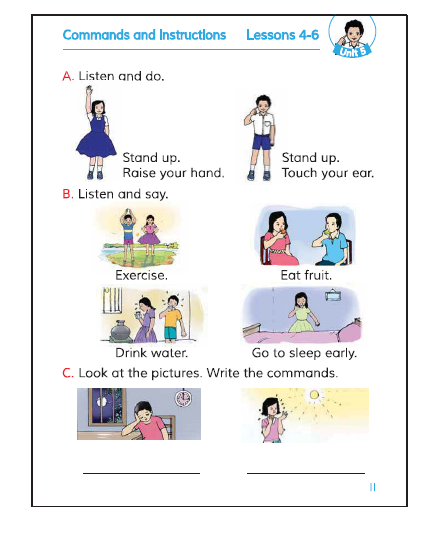 Commands and Instructions Lessons 4-6
Unit 5
A. Listen and do.
Stand up.
Raise your hand.
Stand up.
Touch your ear.
B. Listen and say.
Exercise.
Eat fruit.
Drink water.
Go to sleep early.
C. Look at the pictures. Write the commands.
11